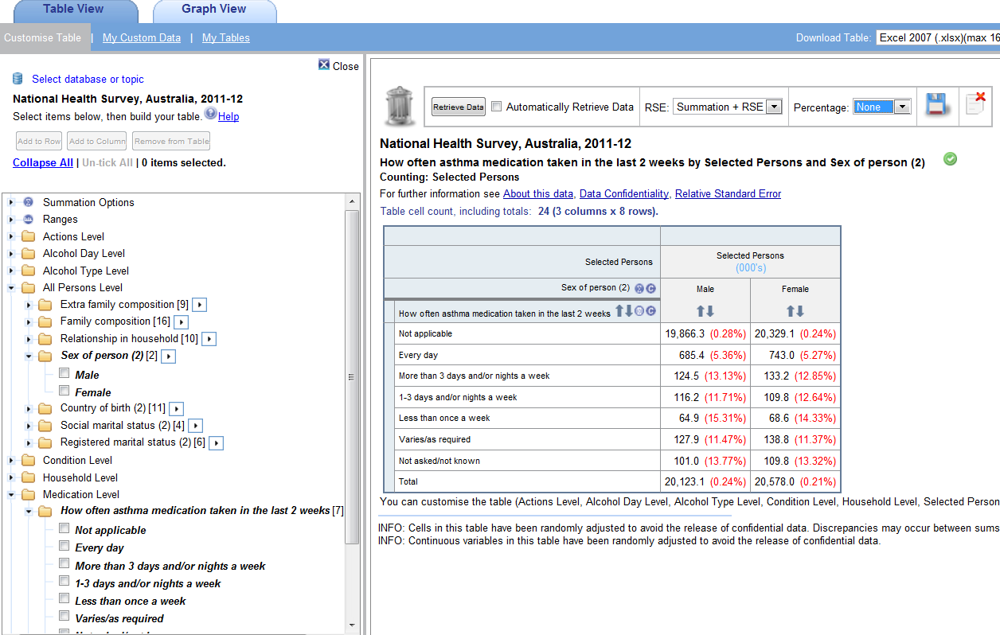 Table View
Graph View
Customise Table | My Custom Data | My Tables
Download Table: Excel 2007 (.xlsx)(max 16
Close
Select database or topic
National Health Survey, Australia, 2011-12
Select items below, then build your table. Help
Add to Row Add to Column Remove from Table
Collapse All | Un-tick All | 0 items selected.
Summation Options
Ranges
Actions Level
Alcohol Day Level
Alcohol Type Level
All Persons Level
Extra family composition [9]
Family composition [16]
Relationship in household [10]
Sex of person (2) [2]
Male
Female
Country of birth (2) [11]
Social marital status (2) [4]
Registered marital status (2) [6]
Condition Level
Household Level
Medication Level
How often asthma medication taken in the last 2 weeks [7]
Not applicable
Every day
More than 3 days and/or nights a week
1-3 days and/or nights a week
Less than once a week
Varies/as required
Retrieve Data Automatically Retrieve Data RSE: Summation + RSE Percentage: None
National Health Survey, Australia, 2011-12
How often asthma medication taken in the last 2 weeks by Selected Persons and Sex of person (2)
Counting: Selected Persons
For further information see About this data, Data Confidentiality, Relative Standard Error
Table cell count, including totals: 24 (3 columns x 8 rows).
Selected Persons Selected Persons
(000's)
Sex of person (2) Male Female
How often asthma medication taken in the last 2 weeks
Not applicable 19,866.3 (0.28%) 20,329.1 (0.24%)
Every day 685.4 (5.36%) 743.0 (5.27%)
More than 3 days and/or nights a week 124.5 (13.13%) 133.2 (12.85%)
1-3 days and/or nights a week 116.2 (11.71%) 109.8 (12.64%)
Less than once a week 64.9 (15.31%) 68.6 (14.33%)
Varies/as required 127.9 (11.47%) 138.8 (11.37%)
Not asked/not known 101.0 (13.77%) 109.8 (13.32%)
Total 20,123.1 (0.24%) 20,578.0 (0.21%)
You can customise the table (Actions Level, Alcohol Day Level, Alcohol Type Level, Condition Level, Household Level, Selected Person
INFO: Cells in this table have been randomly adjusted to avoid the release of confidential data. Discrepancies may occur between sums
INFO: Continuous variables in this table have been randomly adjusted to avoid the release of confidential data.